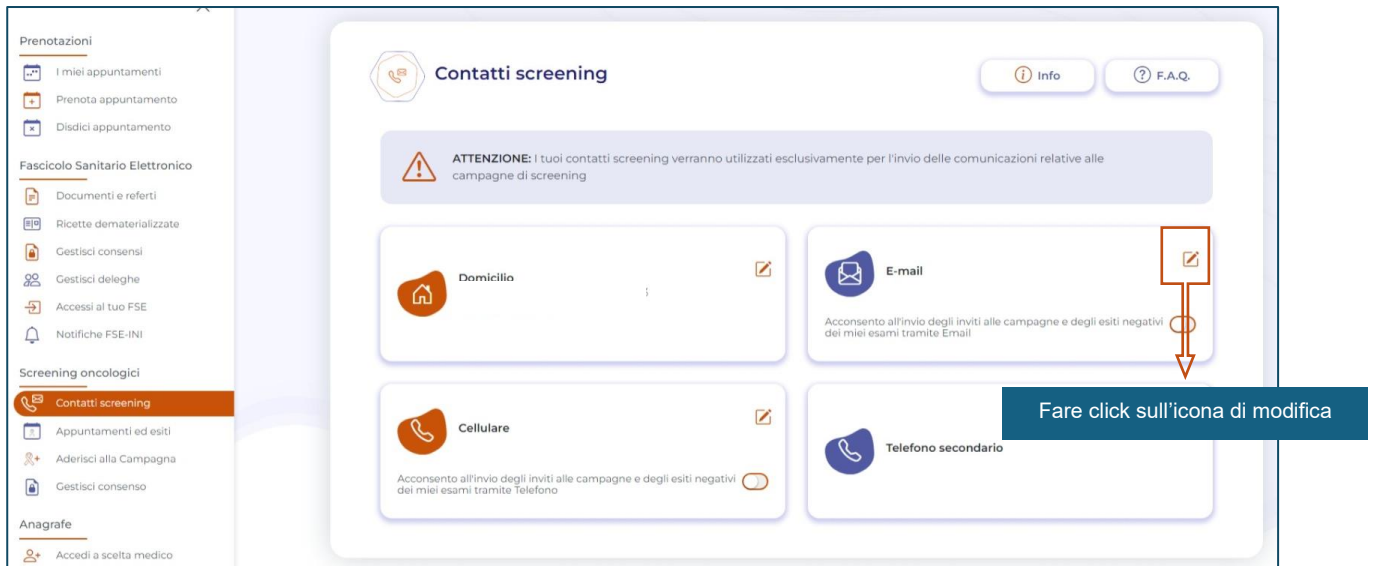 Prenotazioni
I miei appuntamenti
Prenota appuntamento
Disdici appuntamento
Fascicolo Sanitario Elettronico
Documenti e referti
Ricette dematerializzate
Gestisci consensi
Gestisci deleghe
Accessi al tuo FSE
Notifiche FSE-INI
Screening oncologici
Contatti screening
Appuntamenti ed esiti
Aderisci alla Campagna
Gestisci consenso
Anagrafe
Accedi a scelta medico
Contatti screening
Info
F.A.Q.
ATTENZIONE: I tuoi contatti screening verranno utilizzati esclusivamente per l'invio delle comunicazioni relative alle
campagne di screening
Domicilio
E-mail
Acconsento all'invio degli inviti alle campagne e degli esiti negativi
dei miei esami tramite Email
Fare click sull'icona di modifica
Cellulare
Acconsento all'invio degli inviti alle campagne e degli esiti negativi
dei miei esami tramite Telefono
Telefono secondario